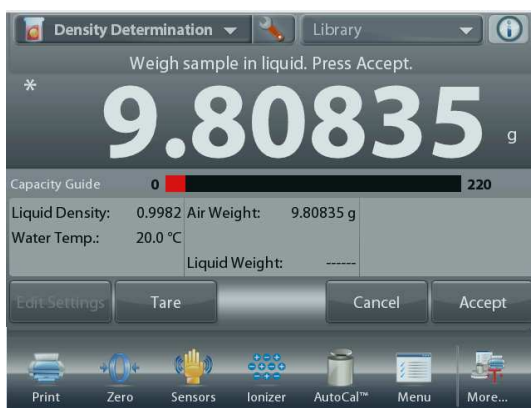 Density Determination Library
Weigh sample in liquid. Press Accept.
* 9.80835 g
Capacity Guide 0 220
Liquid Density: 0.9982 Air Weight: 9.80835 g
Water Temp.: 20.0 °C
Liquid Weight: ------
Edit Settings Tare Cancel Accept
Print Zero Sensors Ionizer AutoCal™ Menu More...